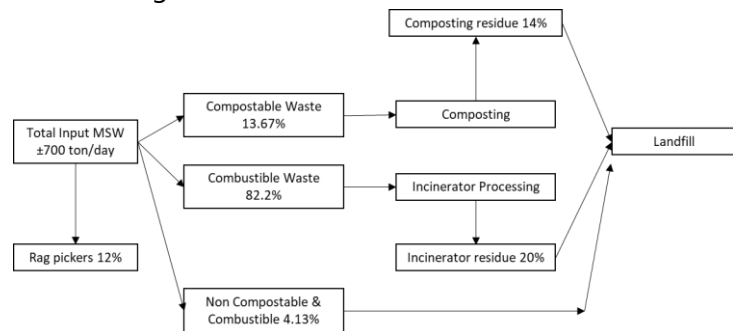 Composting residue 14%
Compostable Waste
13.67%
Composting
Total Input MSW
±700 ton/day
Landfill
Combustible Waste
82.2%
Incinerator Processing
Rag pickers 12%
Incinerator residue 20%
Non Compostable &
Combustible 4.13%